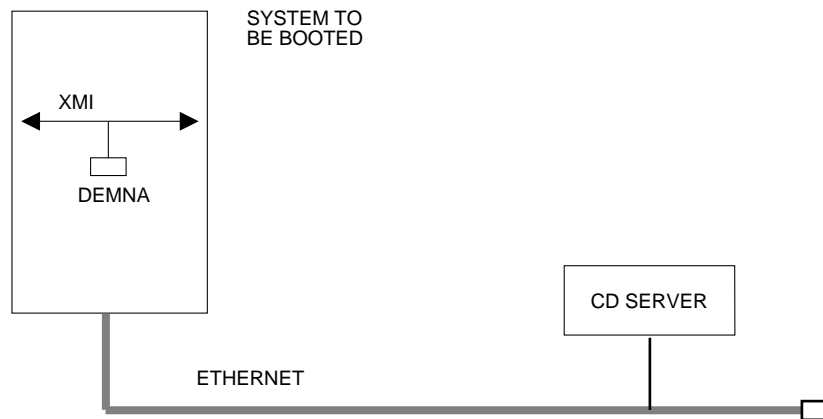 SYSTEM TO
BE BOOTED
XMI
DEMNA
CD SERVER
ETHERNET